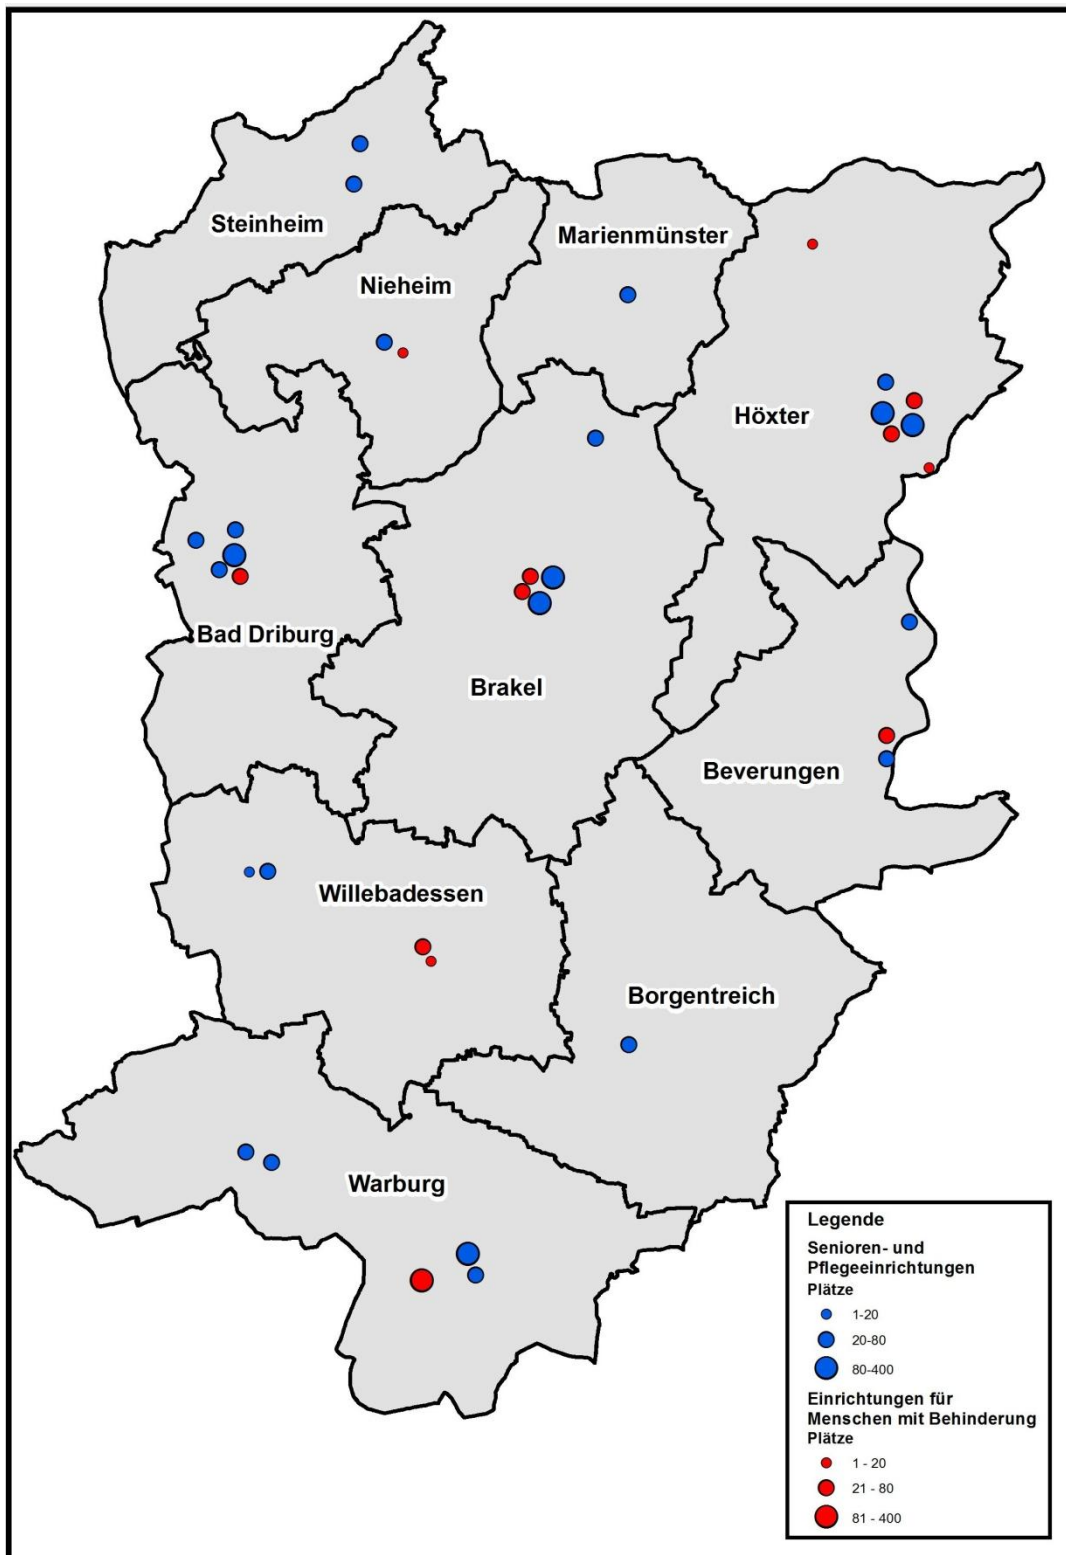 Steinheim
Marienmünster
Nieheim
Höxter
Bad Driburg
Brakel
Beverungen
Willebadessen
Borgentreich
Warburg
Legende
Senioren- und
Pflegeeinrichtungen
Plätze
1-20
20-80
80-400
Einrichtungen für
Menschen mit Behinderung
Plätze
1 - 20
21 - 80
81 - 400